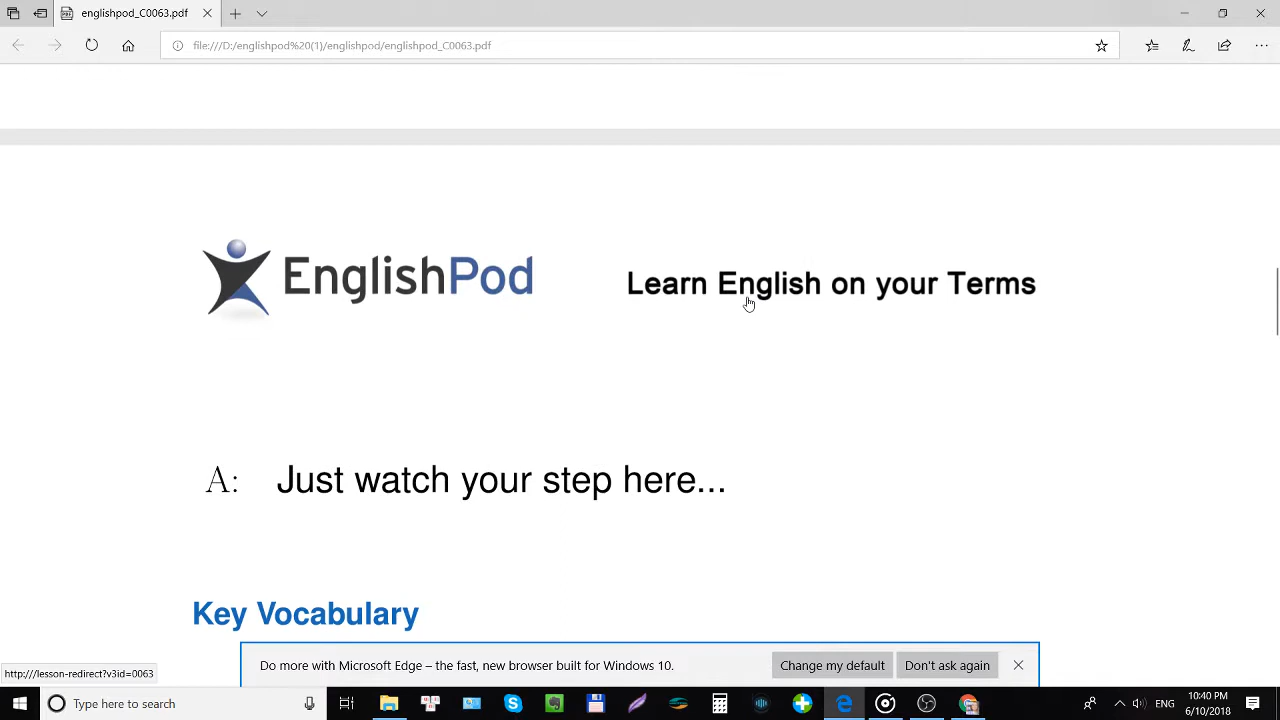 englishpod_C0063.pdf
file:///D:/englishpod%20(1)/englishpod/englishpod_C0063.pdf
EnglishPod
Learn English on your Terms
A: Just watch your step here...
Key Vocabulary
Do more with Microsoft Edge – the fast, new browser built for Windows 10.
Change my default
Don't ask again
http://lesson-redirect?v3id=0063
Type here to search
ENG
10:40 PM
6/10/2018